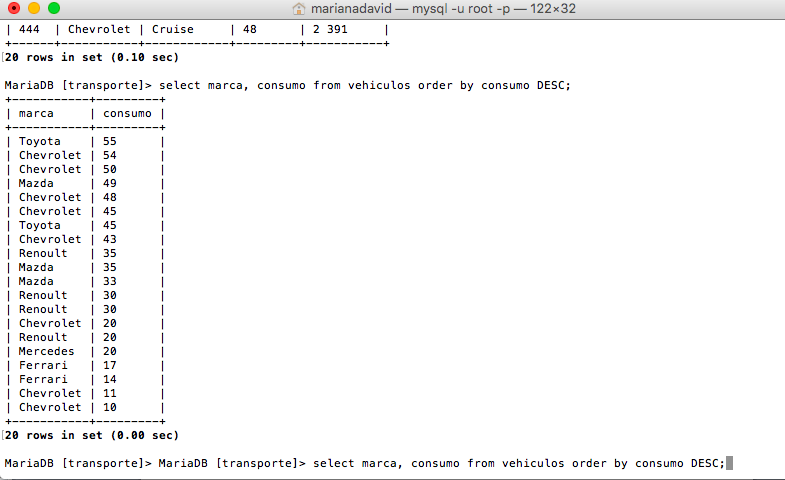 marianadavid — mysql -u root -p — 122×32
| 444  | Chevrolet | Cruise     | 48      | 2 391     |
+------+-----------+------------+---------+-----------+
20 rows in set (0.10 sec)
MariaDB [transporte]> select marca, consumo from vehiculos order by consumo DESC;
+-----------+---------+
| marca     | consumo |
+-----------+---------+
| Toyota    | 55      |
| Chevrolet | 54      |
| Chevrolet | 50      |
| Mazda     | 49      |
| Chevrolet | 48      |
| Chevrolet | 45      |
| Toyota    | 45      |
| Chevrolet | 43      |
| Renoult   | 35      |
| Mazda     | 35      |
| Mazda     | 33      |
| Renoult   | 30      |
| Renoult   | 30      |
| Chevrolet | 20      |
| Renoult   | 20      |
| Mercedes  | 20      |
| Ferrari   | 17      |
| Ferrari   | 14      |
| Chevrolet | 11      |
| Chevrolet | 10      |
+-----------+---------+
20 rows in set (0.00 sec)
MariaDB [transporte]> MariaDB [transporte]> select marca, consumo from vehiculos order by consumo DESC;